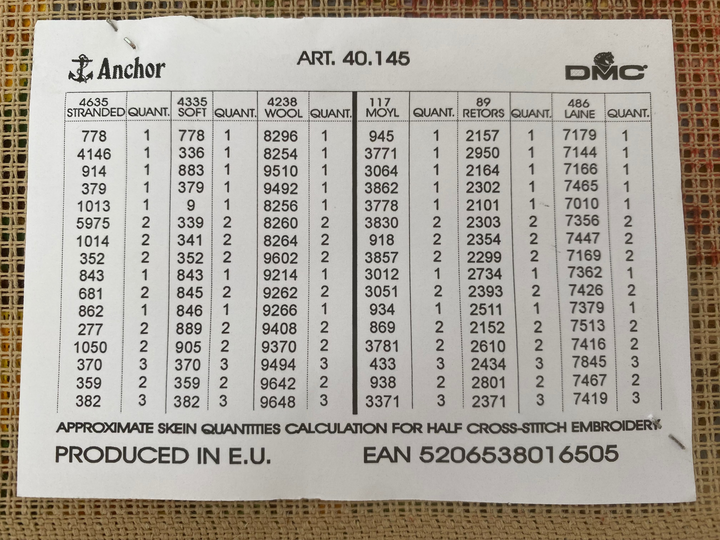 Anchor ART. 40.145 DMC
4635 STRANDED QUANT. 4335 SOFT QUANT. 4238 WOOL QUANT. 117 MOYL QUANT. 89 RETORS QUANT. 486 LAINE QUANT.
778 1 778 1 8296 1 945 1 2157 1 7179 1
4146 1 336 1 8254 1 3771 1 2950 1 7144 1
914 1 883 1 9510 1 3064 1 2164 1 7166 1
379 1 379 1 9492 1 3862 1 2302 1 7465 1
1013 1 9 1 8256 1 3778 1 2101 1 7010 1
5975 2 339 2 8260 2 3830 2 2303 2 7356 2
1014 2 341 2 8264 2 918 2 2354 2 7447 2
352 2 352 2 9602 2 3857 2 2299 2 7169 2
843 1 843 1 9214 1 3012 1 2734 1 7362 1
681 2 845 2 9262 2 3051 2 2393 2 7426 2
862 1 846 1 9266 1 934 1 2511 1 7379 1
277 2 889 2 9408 2 869 2 2152 2 7513 2
1050 2 905 2 9370 2 3781 2 2610 2 7416 2
370 3 370 3 9494 3 433 3 2434 3 7845 3
359 2 359 2 9642 2 938 2 2801 2 7467 2
382 3 382 3 9648 3 3371 3 2371 3 7419 3
APPROXIMATE SKEIN QUANTITIES CALCULATION FOR HALF CROSS-STITCH EMBROIDERY
PRODUCED IN E.U. EAN 5206538016505